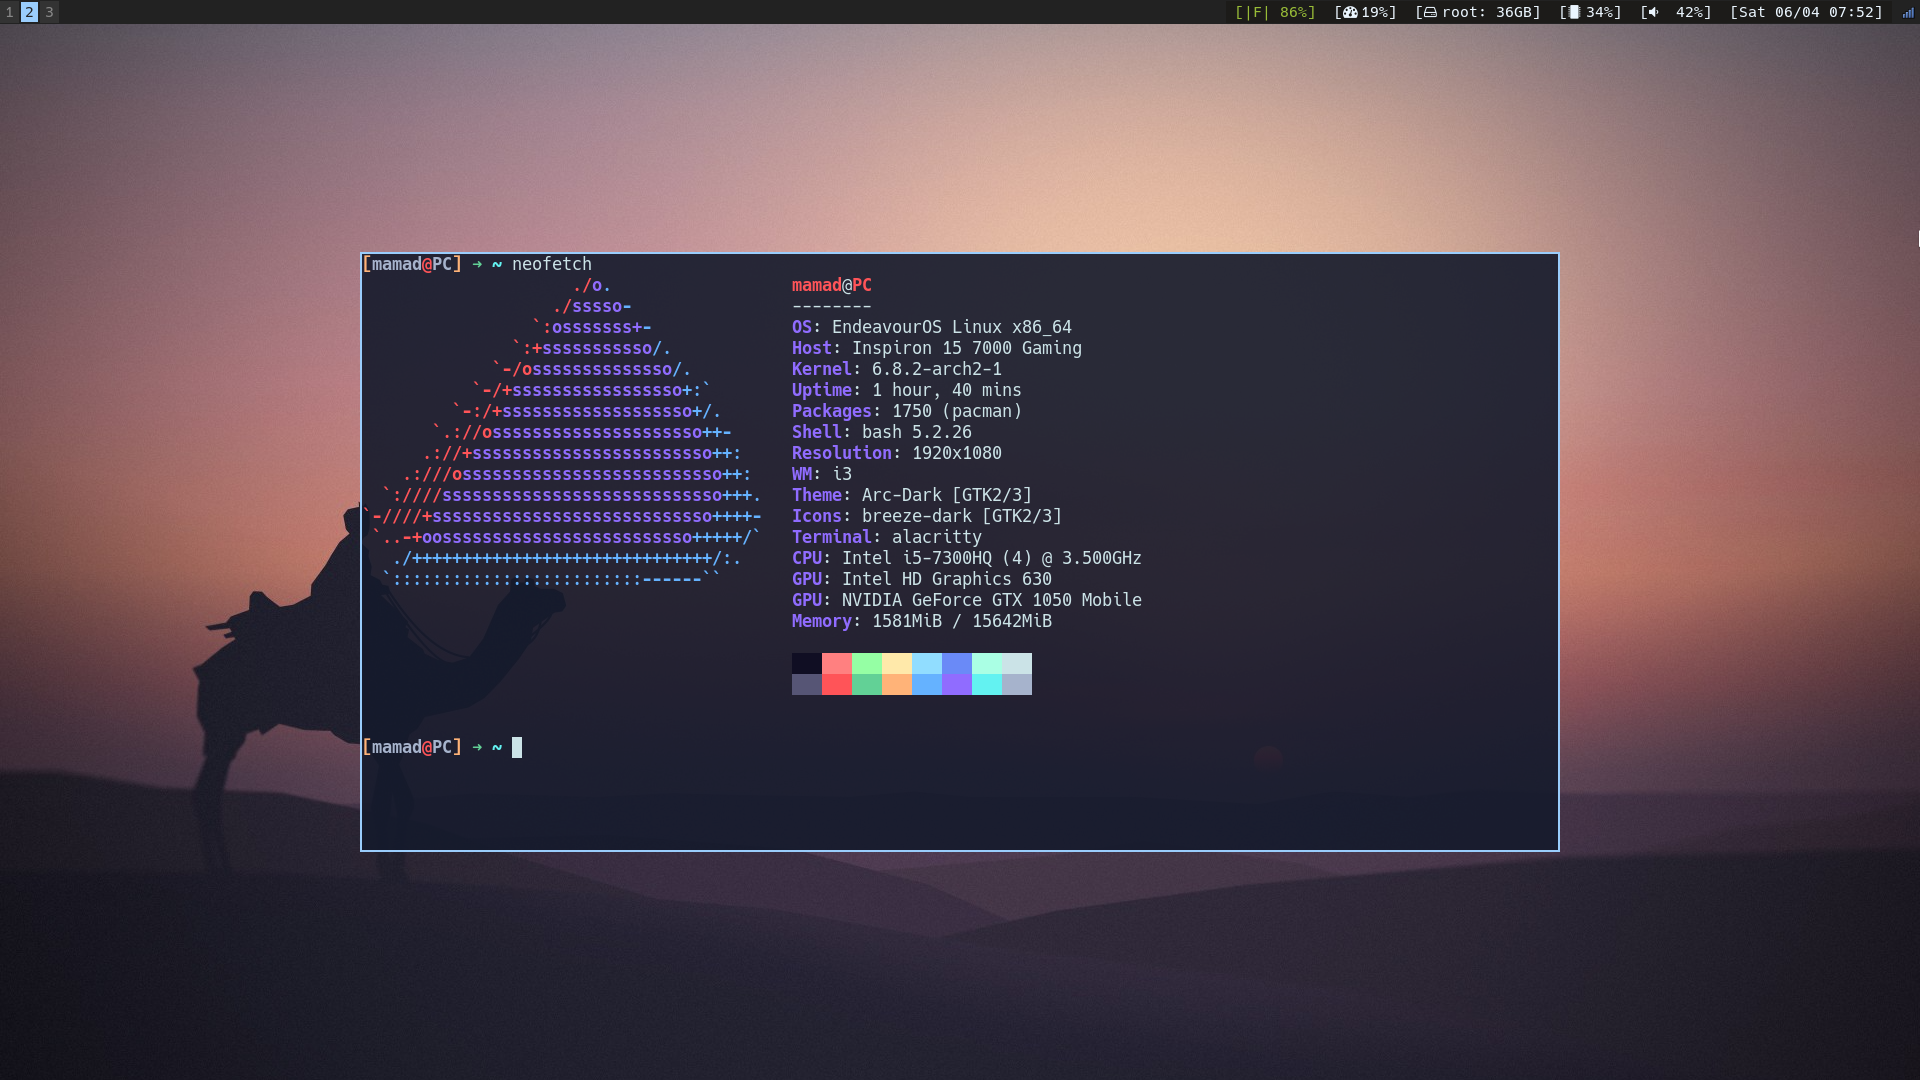 1 2 3 [|F| 86%] [19%] [root: 36GB] [34%] [42%] [Sat 06/04 07:52]
[mamad@PC] ➜ ~ neofetch
./o. mamad@PC
./sssso- --------
`:osssssss+- OS: EndeavourOS Linux x86_64
`:+sssssssssso/. Host: Inspiron 15 7000 Gaming
`-/ossssssssssssso/. Kernel: 6.8.2-arch2-1
`-/+sssssssssssssssso+:` Uptime: 1 hour, 40 mins
`-:/+sssssssssssssssssso+/. Packages: 1750 (pacman)
`.://osssssssssssssssssssso++- Shell: bash 5.2.26
.://+ssssssssssssssssssssssso++: Resolution: 1920x1080
.:///ossssssssssssssssssssssssso++: WM: i3
`:////ssssssssssssssssssssssssssso+++. Theme: Arc-Dark [GTK2/3]
`-////+ssssssssssssssssssssssssssso++++- Icons: breeze-dark [GTK2/3]
`..-+oosssssssssssssssssssssssso+++++/` Terminal: alacritty
./++++++++++++++++++++++++++++++/:. CPU: Intel i5-7300HQ (4) @ 3.500GHz
`:::::::::::::::::::::::::------`` GPU: Intel HD Graphics 630
GPU: NVIDIA GeForce GTX 1050 Mobile
Memory: 1581MiB / 15642MiB
[mamad@PC] ➜ ~